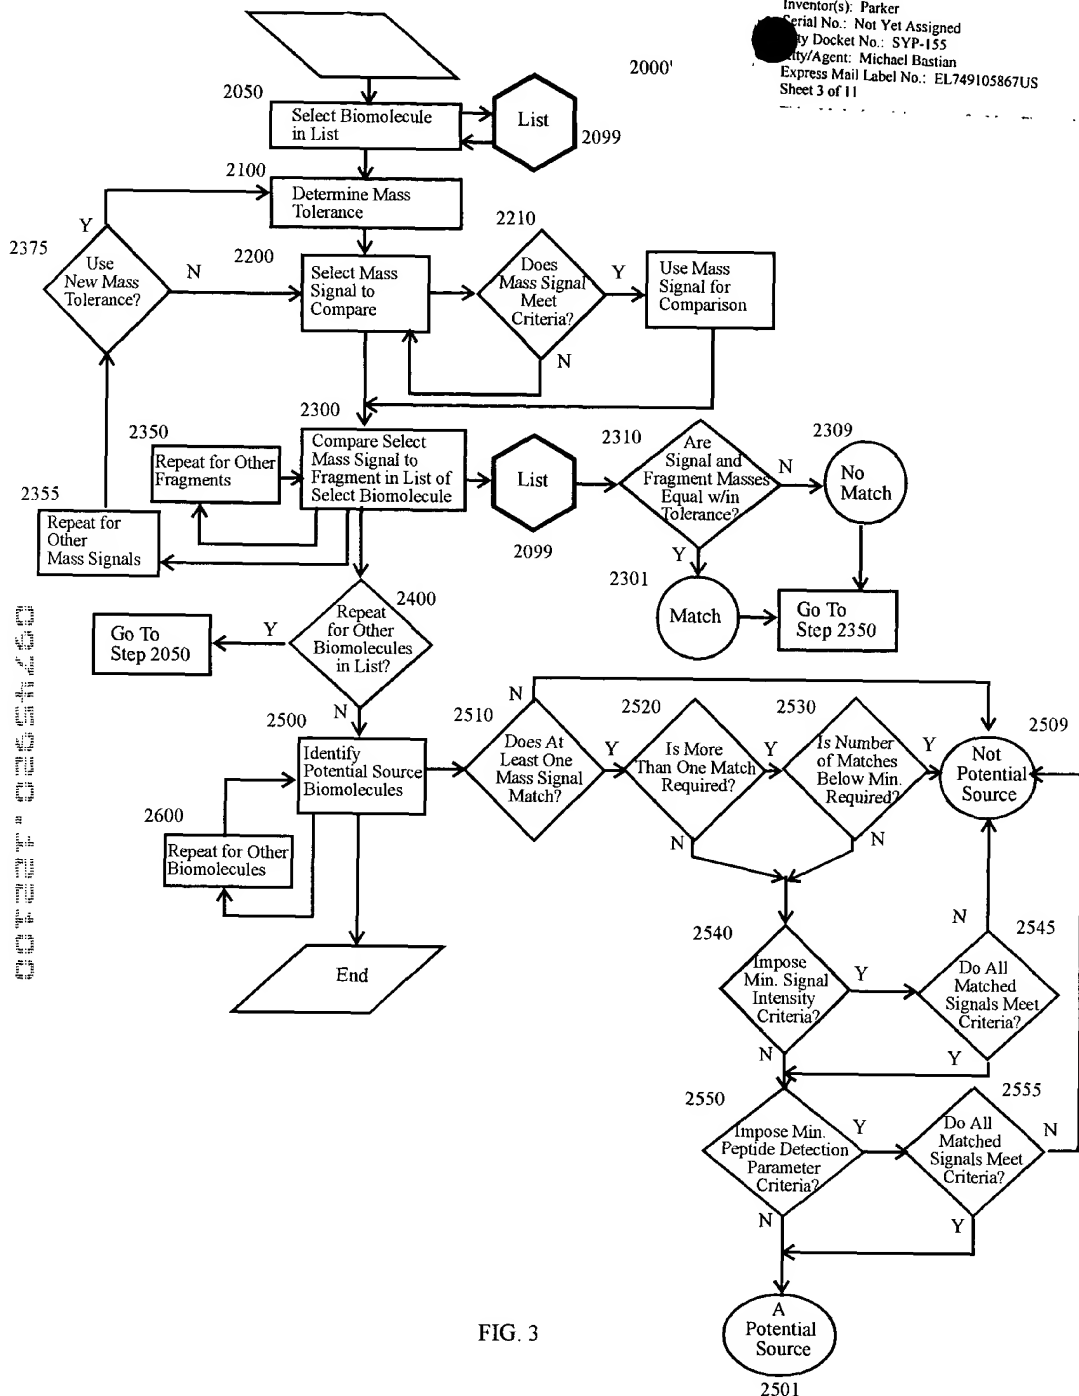 Inventor(s): Parker
Serial No.: Not Yet Assigned
Docket No.: SYP-155
/Agent: Michael Bastian
Express Mail Label No.: EL749105867US
Sheet 3 of 11
2000'
2050
Select Biomolecule
in List
List
2099
2100
Determine Mass
Tolerance
2375
Y
Use
New Mass
Tolerance?
N
2200
Select Mass
Signal to
Compare
2210
Does
Mass Signal
Meet
Criteria?
Y
N
Use Mass
Signal for
Comparison
2300
Compare Select
Mass Signal to
Fragment in List of
Select Biomolecule
2350
Repeat for Other
Fragments
2355
Repeat for
Other
Mass Signals
List
2099
2310
Are
Signal and
Fragment Masses
Equal w/in
Tolerance?
N
Y
2309
No
Match
2301
Match
Go To
Step 2350
2400
Repeat
for Other
Biomolecules
in List?
Y
N
Go To
Step 2050
2500
Identify
Potential Source
Biomolecules
2600
Repeat for Other
Biomolecules
End
2510
N
Does At
Least One
Mass Signal
Match?
Y
2520
Is More
Than One Match
Required?
Y
N
2530
Is Number
of Matches
Below Min.
Required?
Y
N
2509
Not
Potential
Source
2540
Impose
Min. Signal
Intensity
Criteria?
Y
N
2545
N
Do All
Matched
Signals Meet
Criteria?
Y
2550
Impose Min.
Peptide Detection
Parameter
Criteria?
Y
N
2555
Do All
Matched
Signals Meet
Criteria?
N
Y
A
Potential
Source
2501
FIG. 3